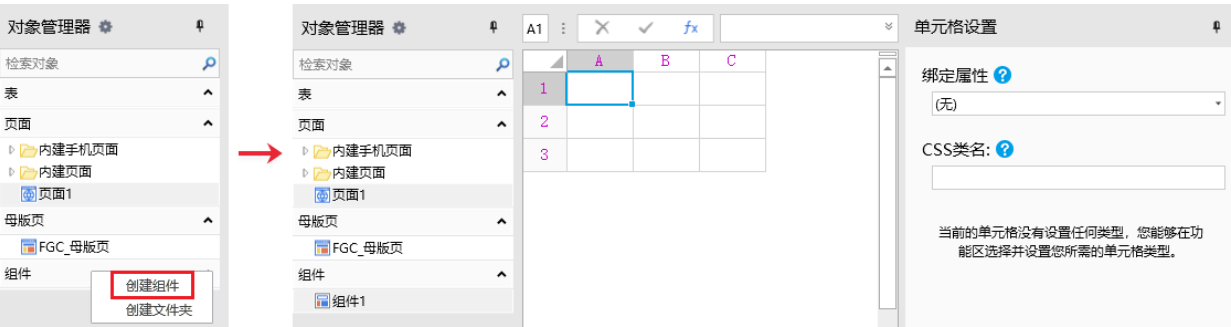 对象管理器
检索对象
表
页面
内建手机页面
内建页面
页面1
母版页
FGC_母版页
组件
创建组件
创建文件夹
对象管理器
检索对象
表
页面
内建手机页面
内建页面
页面1
母版页
FGC_母版页
组件
组件1
A1 fx
A B C
1
2
3
单元格设置
绑定属性 ?
(无)
CSS类名: ?
当前的单元格没有设置任何类型，您能够在功
能区选择并设置您所需的单元格类型。